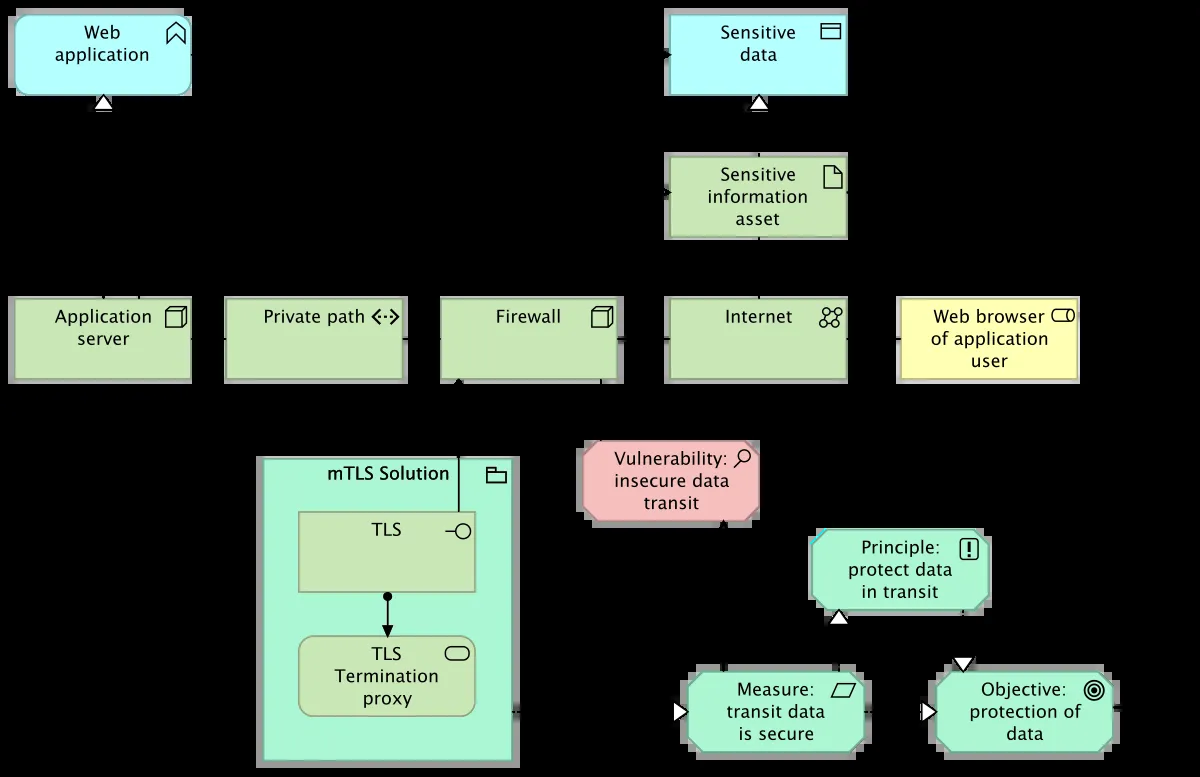 Web
application
Sensitive
data
Sensitive
information
asset
Application
server
Private path
Firewall
Internet
Web browser
of application
user
mTLS Solution
TLS
TLS
Termination
proxy
Vulnerability:
insecure data
transit
Principle:
protect data
in transit
Measure:
transit data
is secure
Objective:
protection of
data